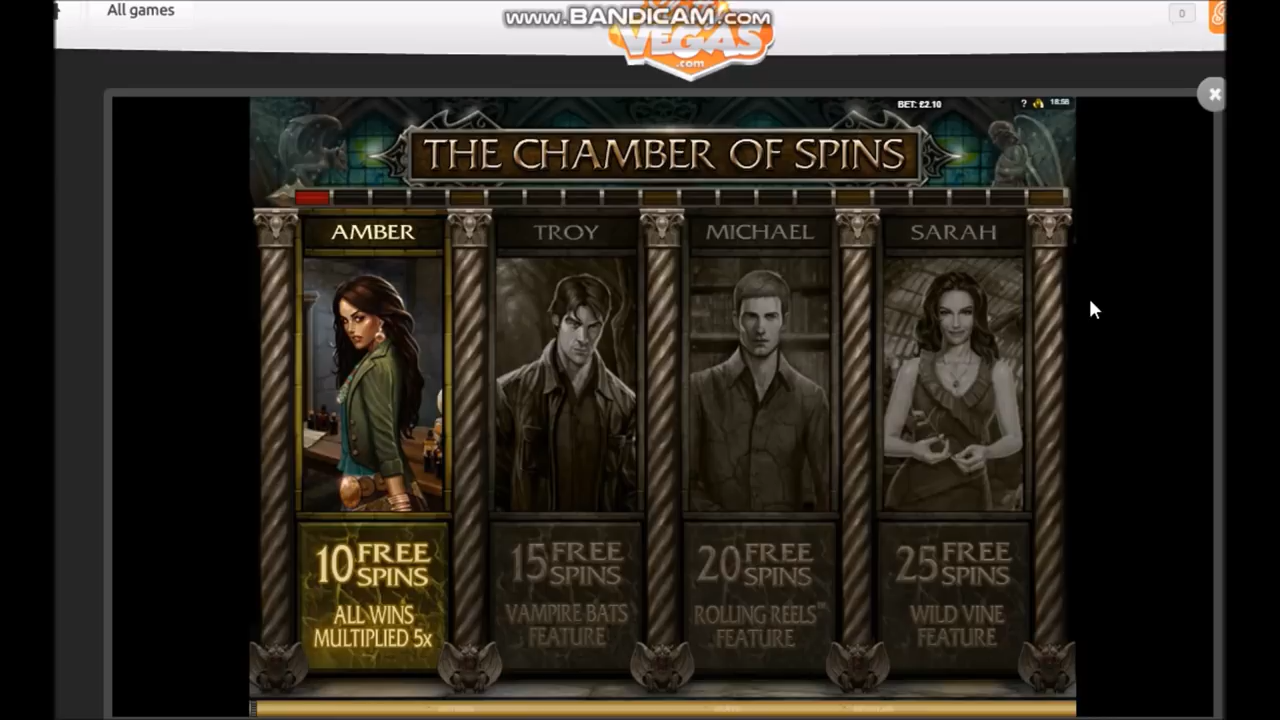 All games
www.BANDICAM.com
0
VEGAS
.com
BET: £2.10
?
18:58
THE CHAMBER OF SPINS
AMBER
TROY
MICHAEL
SARAH
10 FREE SPINS
ALL WINS
MULTIPLIED 5x
15 FREE SPINS
VAMPIRE BATS
FEATURE
20 FREE SPINS
ROLLING REELS™
FEATURE
25 FREE SPINS
WILD VINE
FEATURE